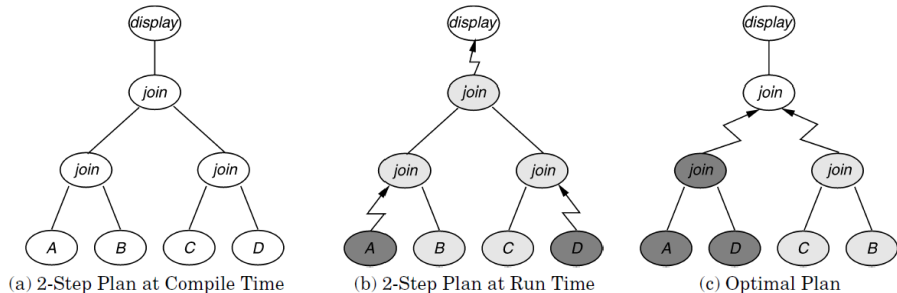 display display display
join join join
join join join join join join
A B C D A B C D A D C B
(a) 2-Step Plan at Compile Time (b) 2-Step Plan at Run Time (c) Optimal Plan